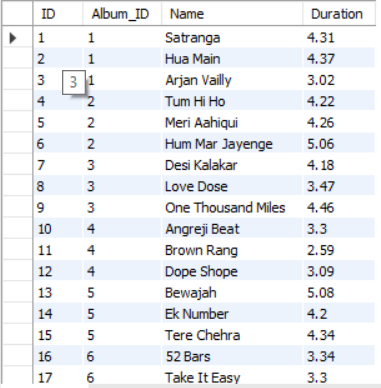 ID Album_ID Name Duration
1 1 Satranga 4.31
2 1 Hua Main 4.37
3 3 1 Arjan Vailly 3.02
4 2 Tum Hi Ho 4.22
5 2 Meri Aahiqui 4.26
6 2 Hum Mar Jayenge 5.06
7 3 Desi Kalakar 4.18
8 3 Love Dose 3.47
9 3 One Thousand Miles 4.46
10 4 Angreji Beat 3.3
11 4 Brown Rang 2.59
12 4 Dope Shope 3.09
13 5 Bewajah 5.08
14 5 Ek Number 4.2
15 5 Tere Chehra 4.34
16 6 52 Bars 3.34
17 6 Take It Easy 3.3